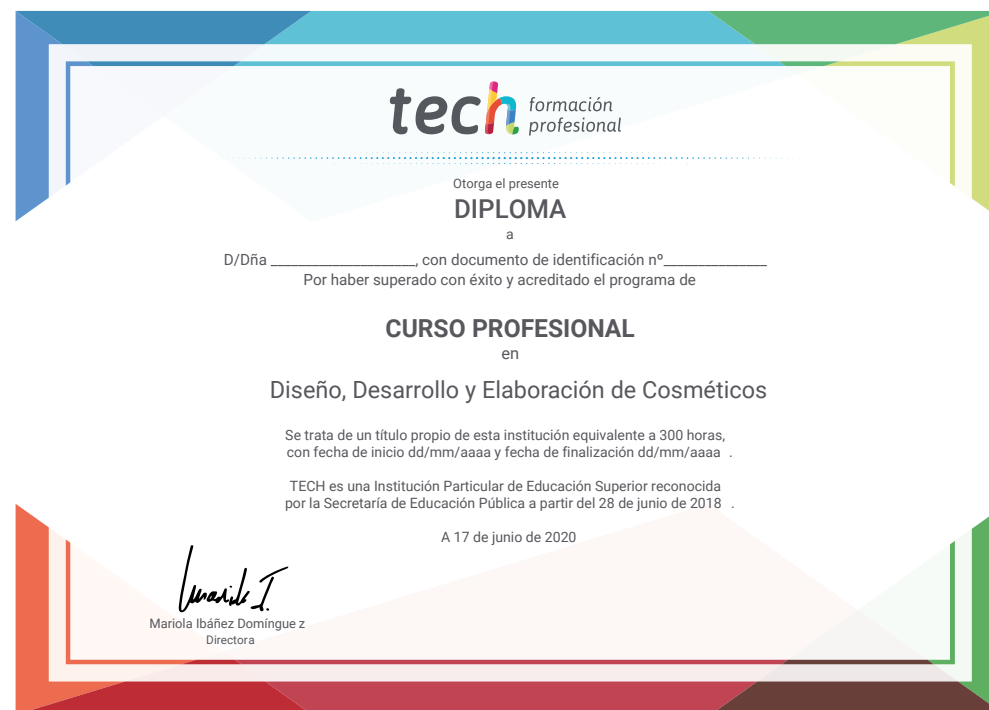 tech formación
profesional
Otorga el presente
DIPLOMA
a
D/Dña _____________________, con documento de identificación nº_______________
Por haber superado con éxito y acreditado el programa de
CURSO PROFESIONAL
en
Diseño, Desarrollo y Elaboración de Cosméticos
Se trata de un título propio de esta institución equivalente a 300 horas,
con fecha de inicio dd/mm/aaaa y fecha de finalización dd/mm/aaaa .
TECH es una Institución Particular de Educación Superior reconocida
por la Secretaría de Educación Pública a partir del 28 de junio de 2018 .
A 17 de junio de 2020
Mariola Ibáñez Domíngue z
Directora